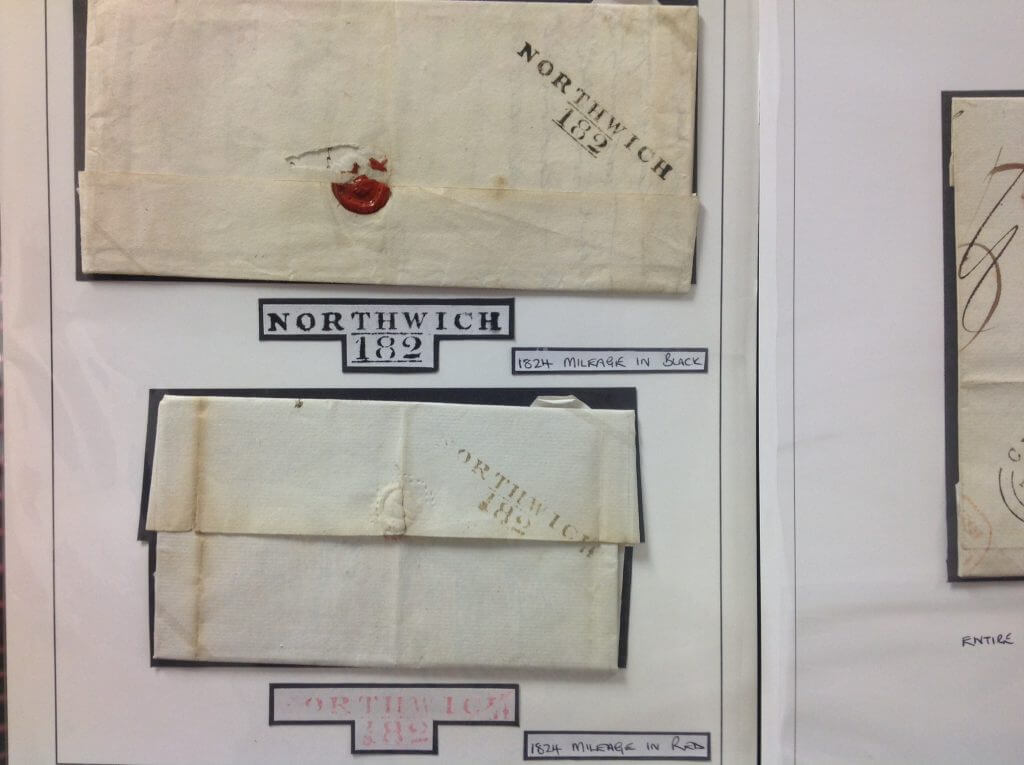 NORTHWICH
182
NORTHWICH
182
1824 MILEAGE IN BLACK
NORTHWICH
182
NORTHWICH
182
1824 MILEAGE IN RED
ENTIRE